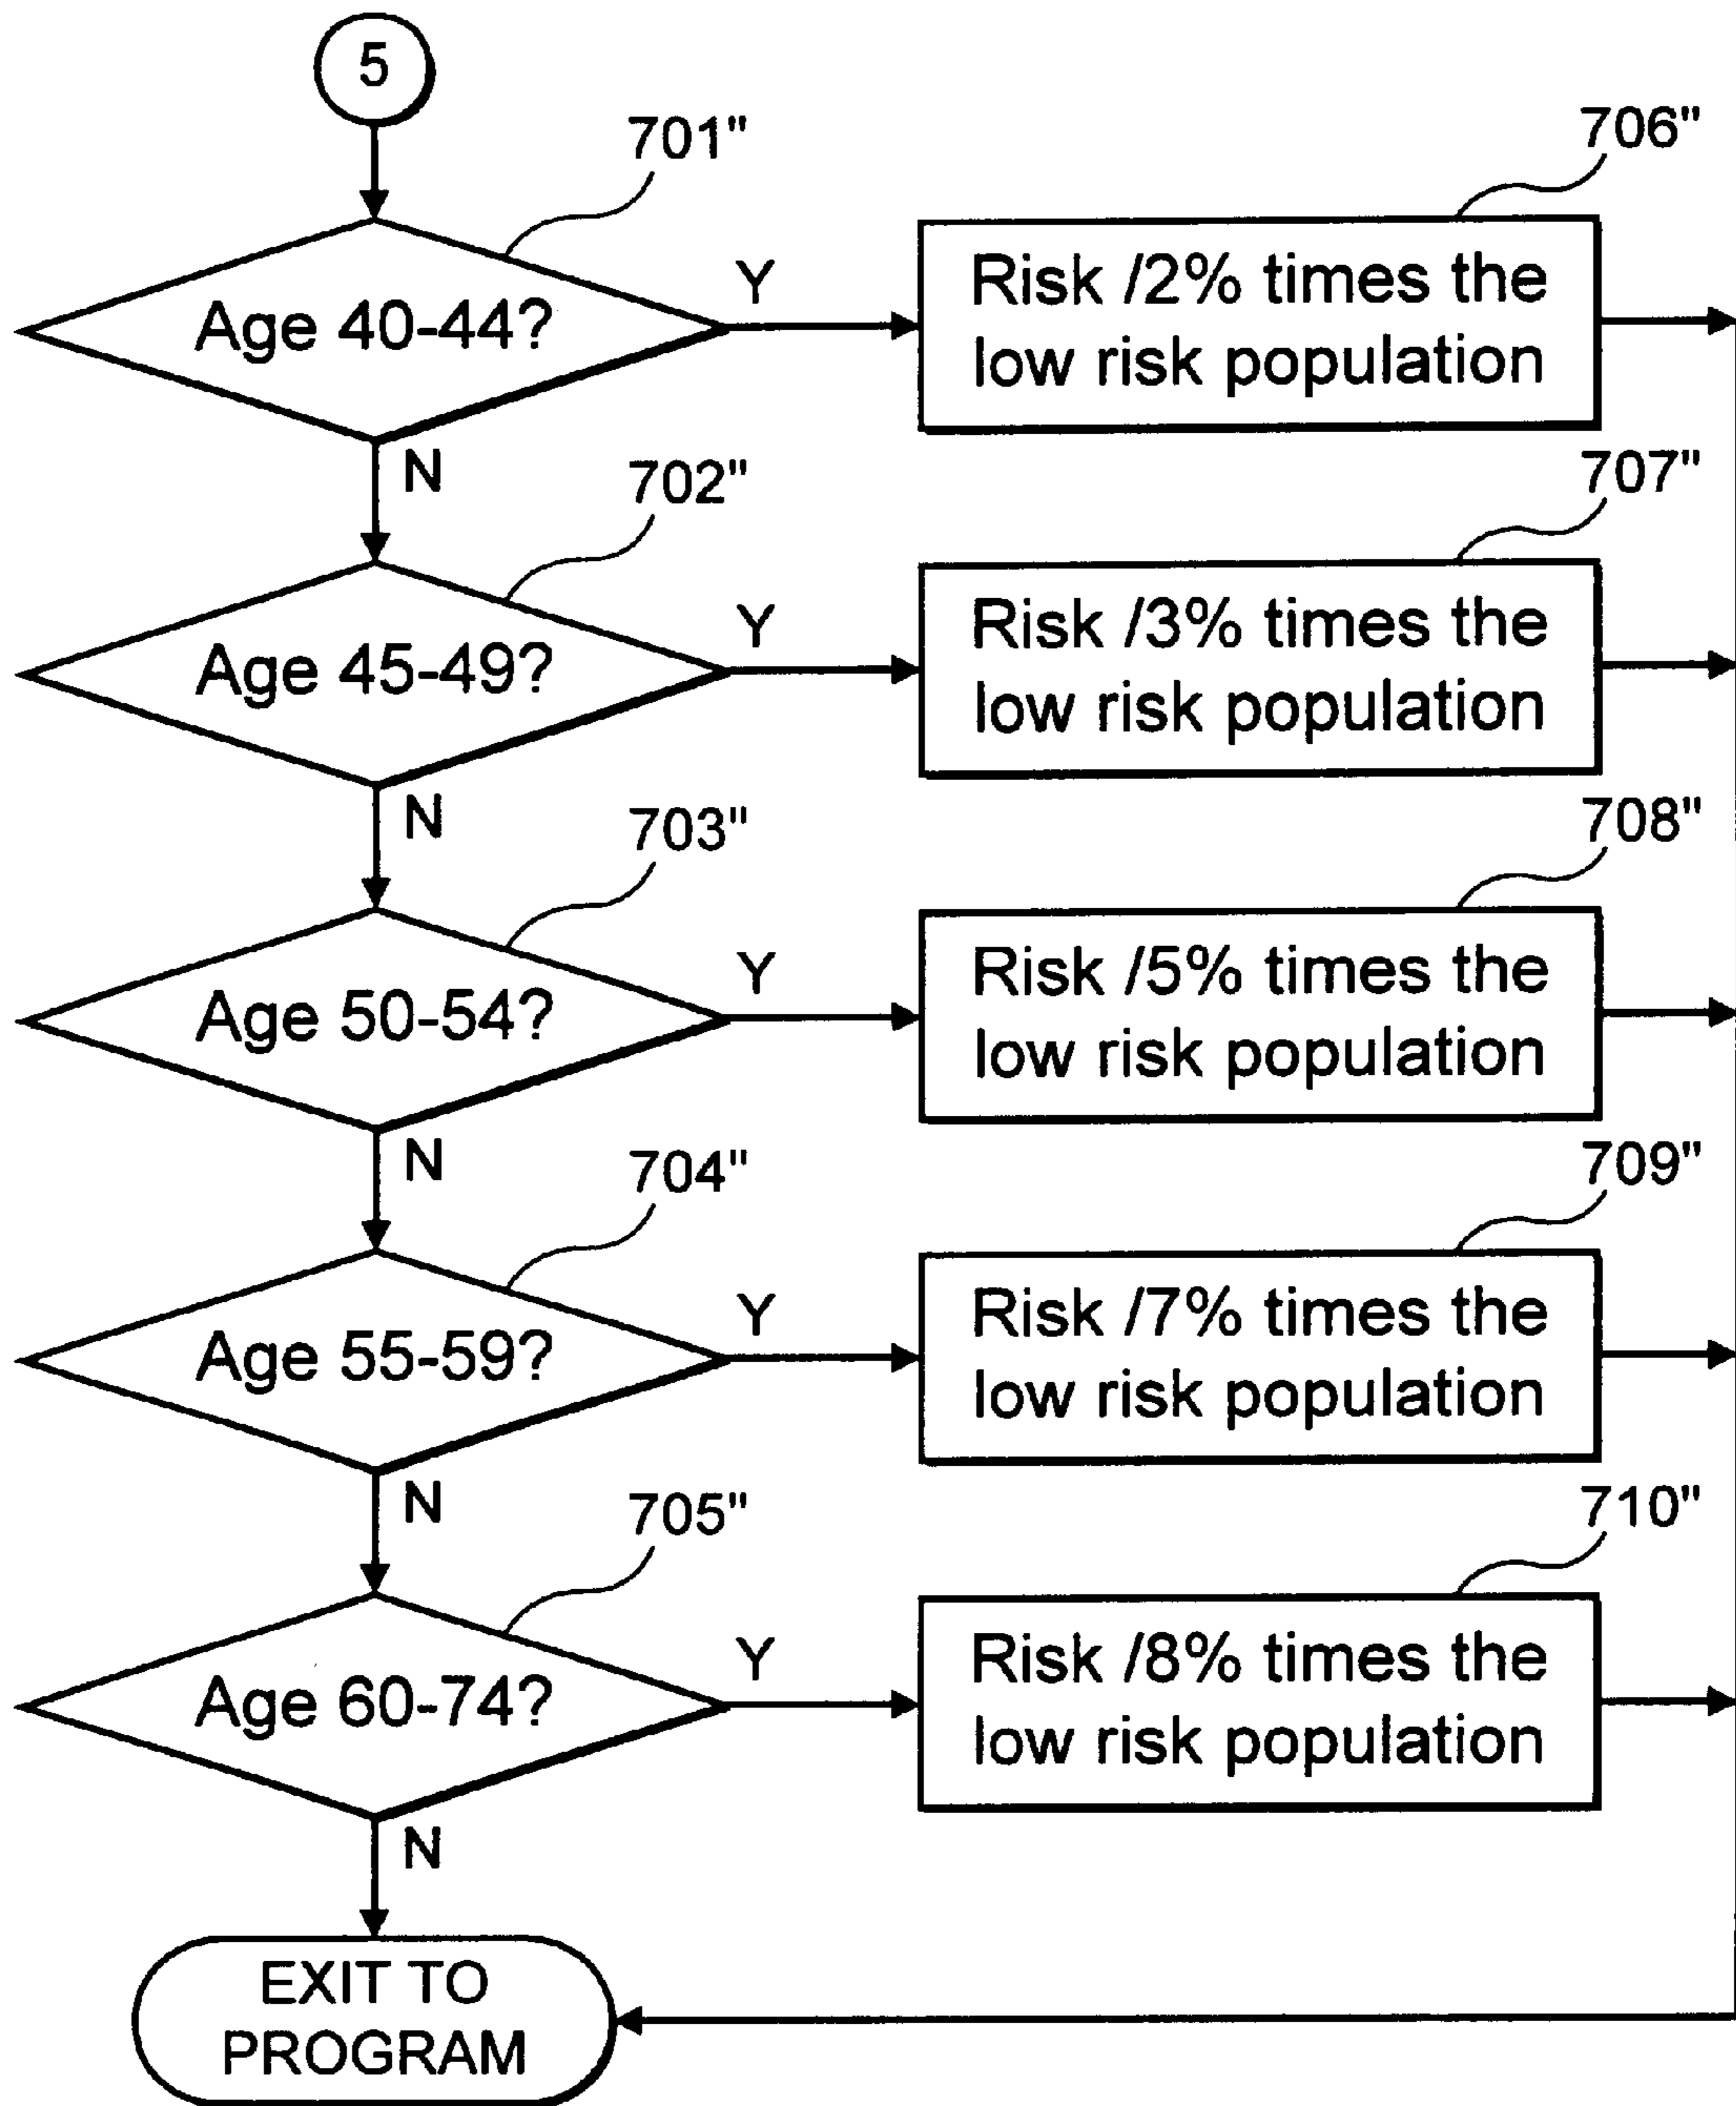 5
701"
706"
Age 40-44?
Y
Risk /2% times the
low risk population
N
702"
707"
Age 45-49?
Y
Risk /3% times the
low risk population
N
703"
708"
Age 50-54?
Y
Risk /5% times the
low risk population
N
704"
709"
Age 55-59?
Y
Risk /7% times the
low risk population
N
705"
710"
Age 60-74?
Y
Risk /8% times the
low risk population
N
EXIT TO
PROGRAM